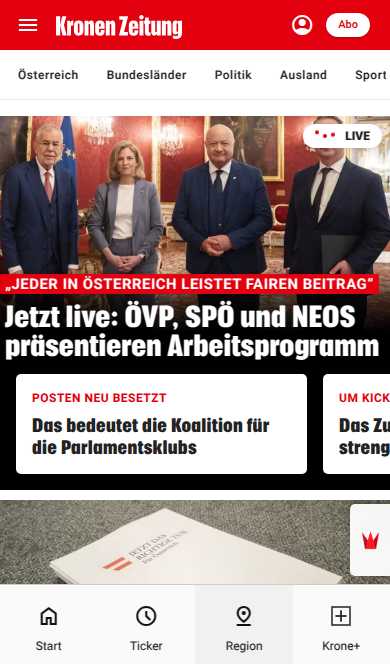 Kronen Zeitung
Abo
Österreich Bundesländer Politik Ausland Sport
LIVE
„JEDER IN ÖSTERREICH LEISTET FAIREN BEITRAG“
Jetzt live: ÖVP, SPÖ und NEOS
präsentieren Arbeitsprogramm
POSTEN NEU BESETZT
Das bedeutet die Koalition für
die Parlamentsklubs
UM KICK
Das Zu
streng
JETZT DAS
RICHTIGE TUN.
Für Österreich.
Start Ticker Region Krone+